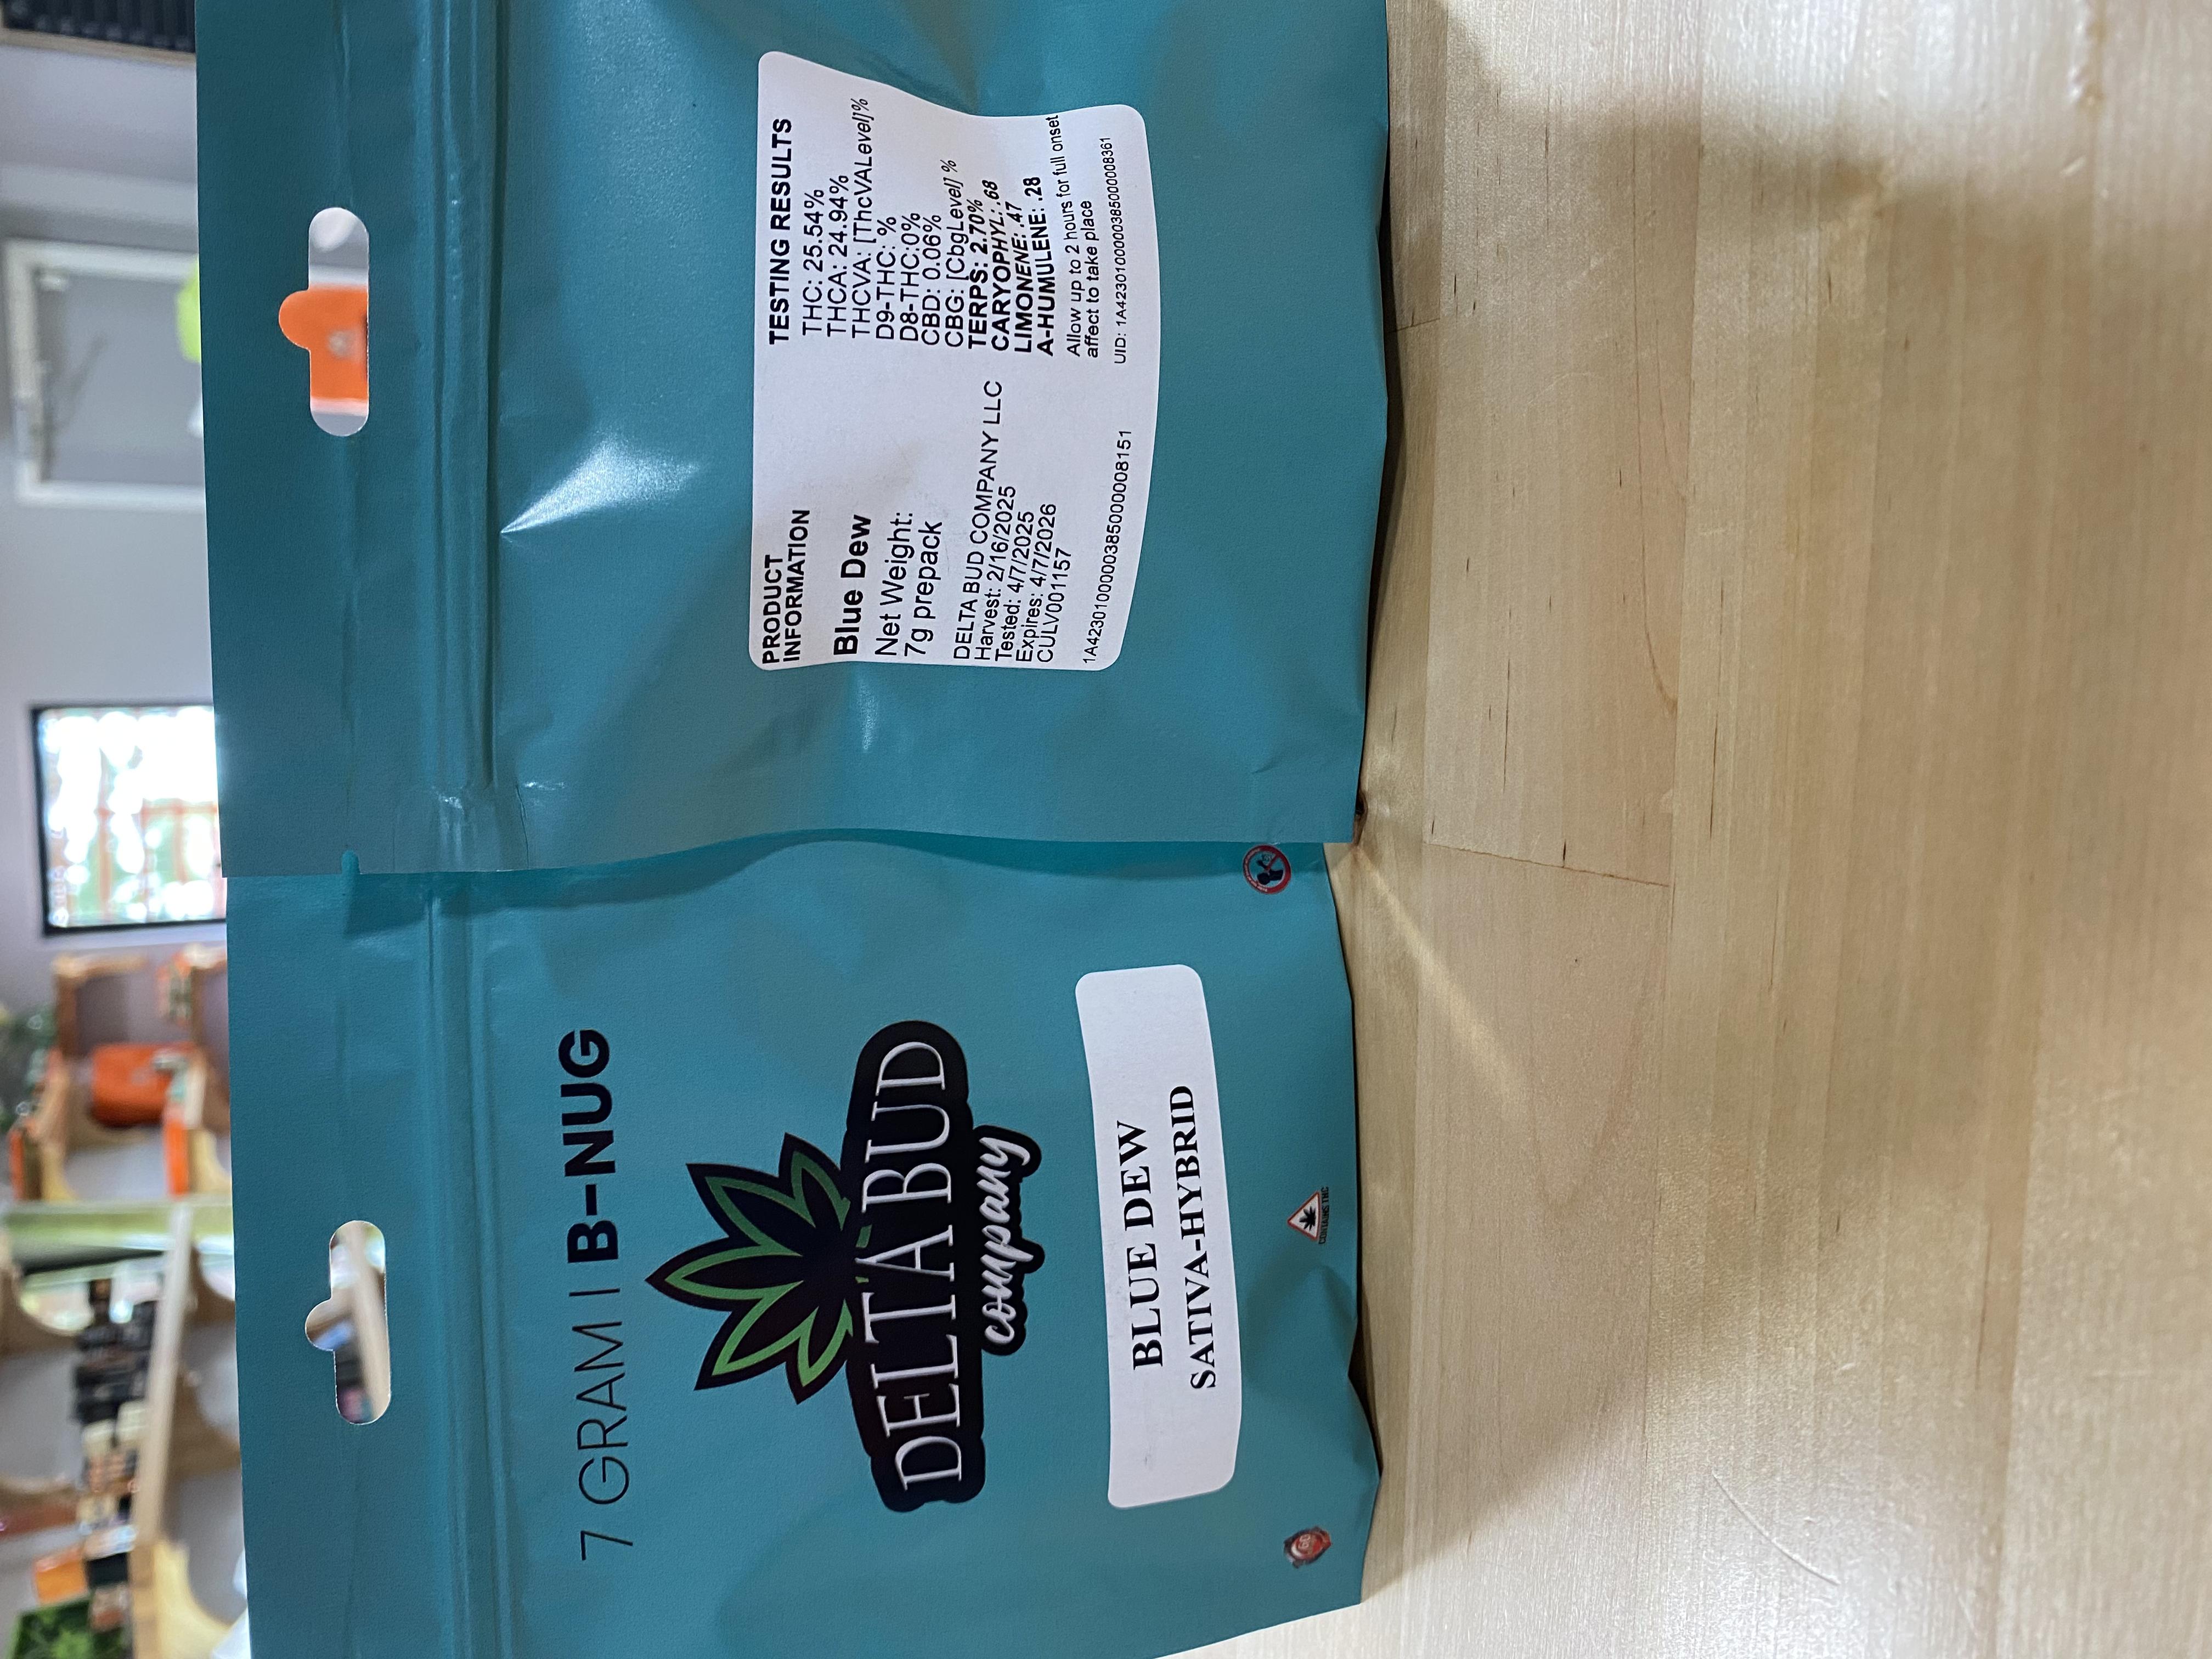 7 GRAM | B-NUG
DELTA BUD
company
BLUE DEW
SATIVA-HYBRID
CONTAINS THC
PRODUCT
INFORMATION
Blue Dew
Net Weight:
7g prepack
DELTA BUD COMPANY LLC
Harvest: 2/16/2025
Tested: 4/7/2025
Expires: 4/7/2026
CULV001157
1A4230100000385000008151
TESTING RESULTS
THC: 25.54%
THCA: 24.94%
THCVA: [ThcVALevel]%
D9-THC: %
D8-THC:0%
CBD: 0.06%
CBG: [CbgLevel] %
TERPS: 2.70%
CARYOPHYL: .68
LIMONENE: .47
A-HUMULENE: .28
Allow up to 2 hours for full onset
affect to take place
UID: 1A4230100000385000008361